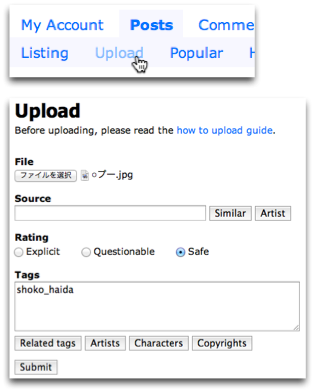 My Account Posts Comme
Listing Upload Popular H
Upload
Before uploading, please read the how to upload guide.
File
ファイルを選択 ○プー.jpg
Source
Similar Artist
Rating
Explicit Questionable Safe
Tags
shoko_haida
Related tags Artists Characters Copyrights
Submit